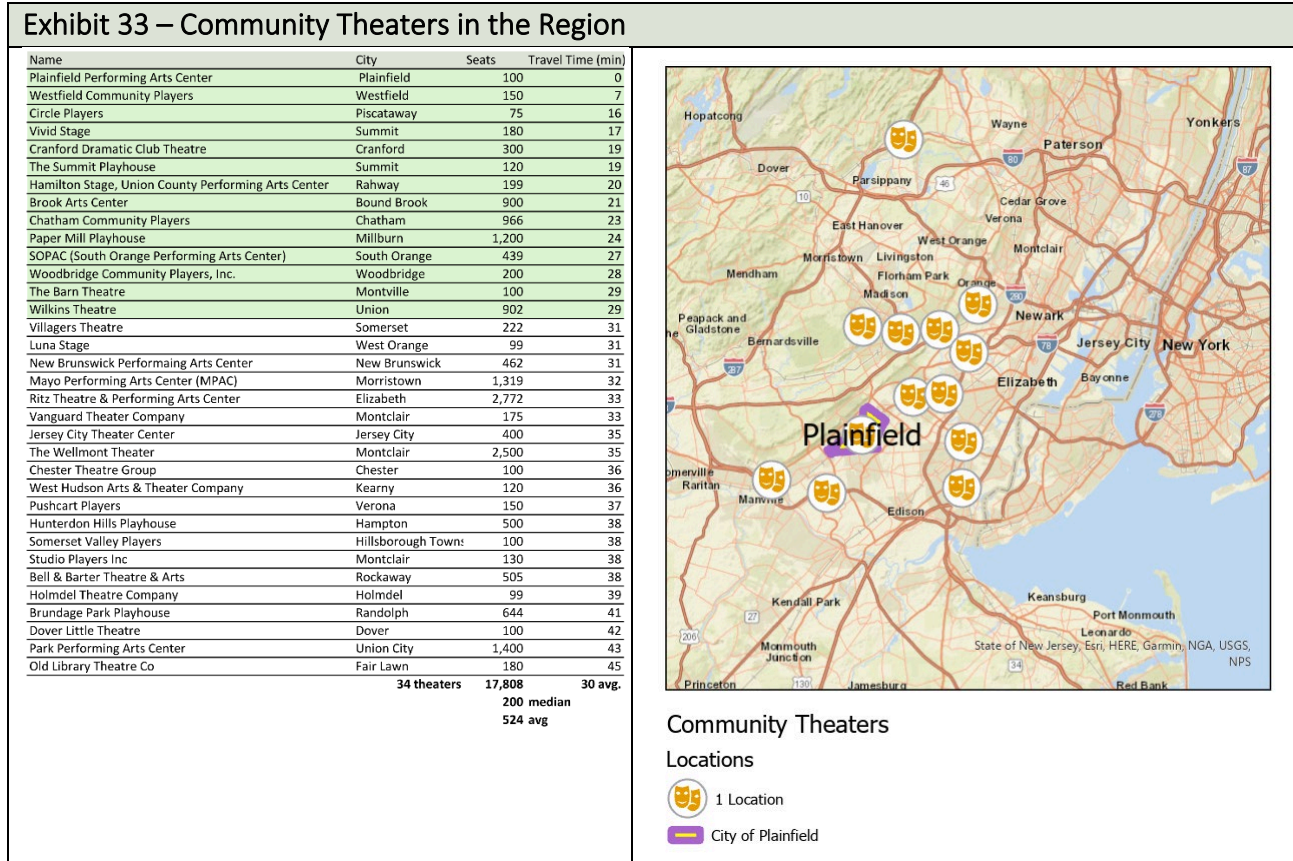 Exhibit 33 – Community Theaters in the Region
Name City Seats Travel Time (min)
Plainfield Performing Arts Center Plainfield 100 0
Westfield Community Players Westfield 150 7
Circle Players Piscataway 75 16
Vivid Stage Summit 180 17
Cranford Dramatic Club Theatre Cranford 300 19
The Summit Playhouse Summit 120 19
Hamilton Stage, Union County Performing Arts Center Rahway 199 20
Brook Arts Center Bound Brook 900 21
Chatham Community Players Chatham 966 23
Paper Mill Playhouse Millburn 1,200 24
SOPAC (South Orange Performing Arts Center) South Orange 439 27
Woodbridge Community Players, Inc. Woodbridge 200 28
The Barn Theatre Montville 100 29
Wilkins Theatre Union 902 29
Villagers Theatre Somerset 222 31
Luna Stage West Orange 99 31
New Brunswick Performaing Arts Center New Brunswick 462 31
Mayo Performing Arts Center (MPAC) Morristown 1,319 32
Ritz Theatre & Performing Arts Center Elizabeth 2,772 33
Vanguard Theater Company Montclair 175 33
Jersey City Theater Center Jersey City 400 35
The Wellmont Theater Montclair 2,500 35
Chester Theatre Group Chester 100 36
West Hudson Arts & Theater Company Kearny 120 36
Pushcart Players Verona 150 37
Hunterdon Hills Playhouse Hampton 500 38
Somerset Valley Players Hillsborough Towns 100 38
Studio Players Inc Montclair 130 38
Bell & Barter Theatre & Arts Rockaway 505 38
Holmdel Theatre Company Holmdel 99 39
Brundage Park Playhouse Randolph 644 41
Dover Little Theatre Dover 100 42
Park Performing Arts Center Union City 1,400 43
Old Library Theatre Co Fair Lawn 180 45
34 theaters 17,808 30 avg.
200 median
524 avg
Hopatcong
Wayne
Yonkers
Paterson
80
87
Dover
Parsippany
46
10
Cedar Grove
Verona
East Hanover
West Orange
Montclair
Morristown Livingston
Mendham
Florham Park
Orange
Madison
280
Peapack and
Gladstone
Newark
he
Bernardsville
78
Jersey City
New York
287
Elizabeth
Bayonne
278
Plainfield
omerville
Raritan
Manville
Edison
Keansburg
Kendall Park
Port Monmouth
27
Leonardo
206
Monmouth
Junction
State of New Jersey, Esri, HERE, Garmin, NGA, USGS,
NPS
34
Princeton
130
Jamesburg
Red Bank
Community Theaters
Locations
1 Location
City of Plainfield